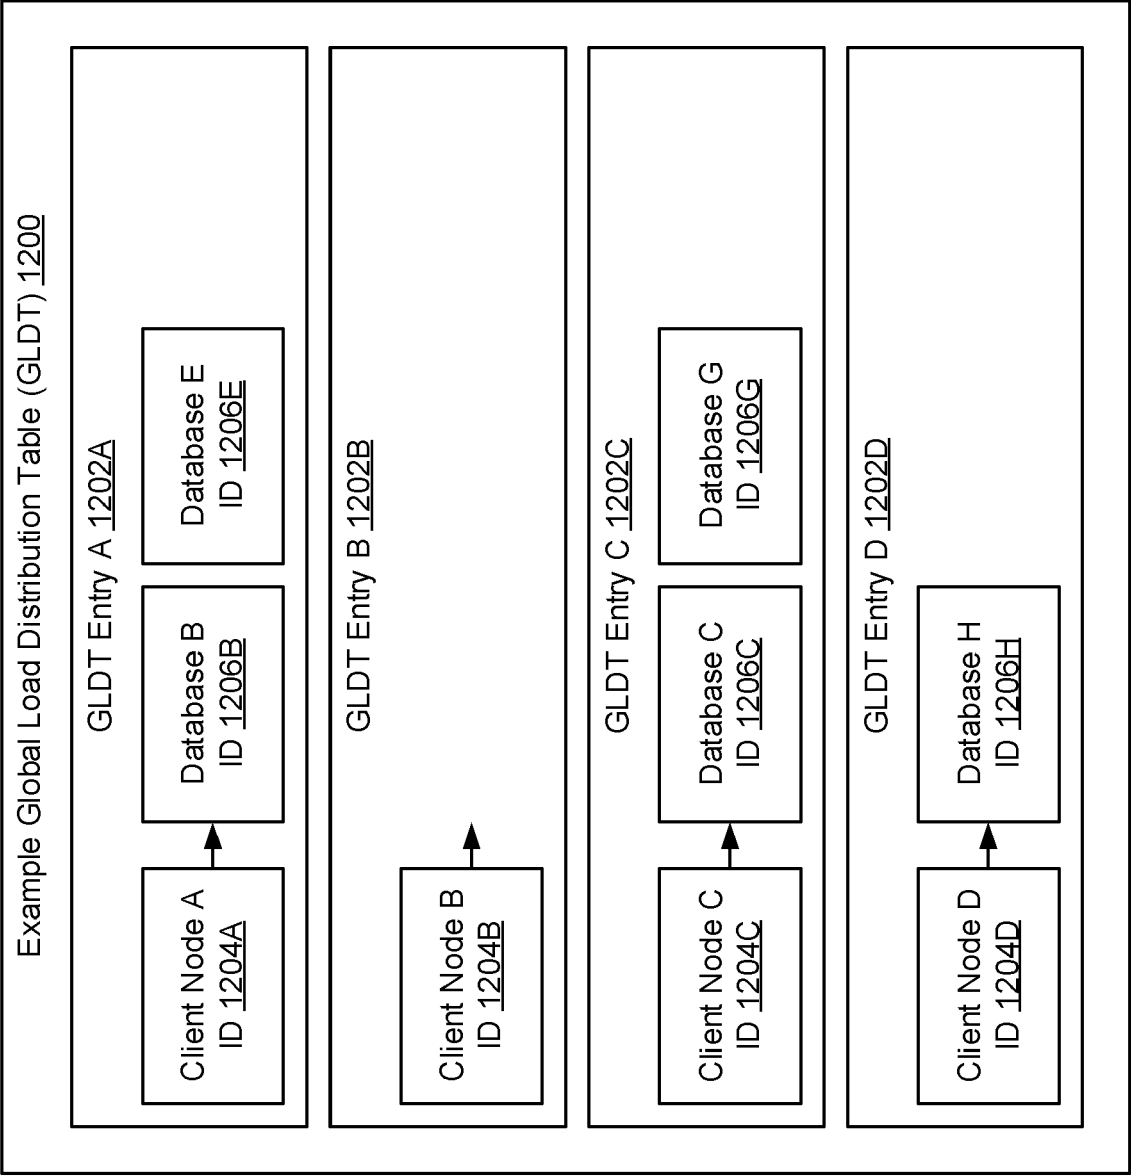 Example Global Load Distribution Table (GLDT) 1200
GLDT Entry A 1202A
Client Node A
ID 1204A
Database B
ID 1206B
Database E
ID 1206E
GLDT Entry B 1202B
Client Node B
ID 1204B
GLDT Entry C 1202C
Client Node C
ID 1204C
Database C
ID 1206C
Database G
ID 1206G
GLDT Entry D 1202D
Client Node D
ID 1204D
Database H
ID 1206H